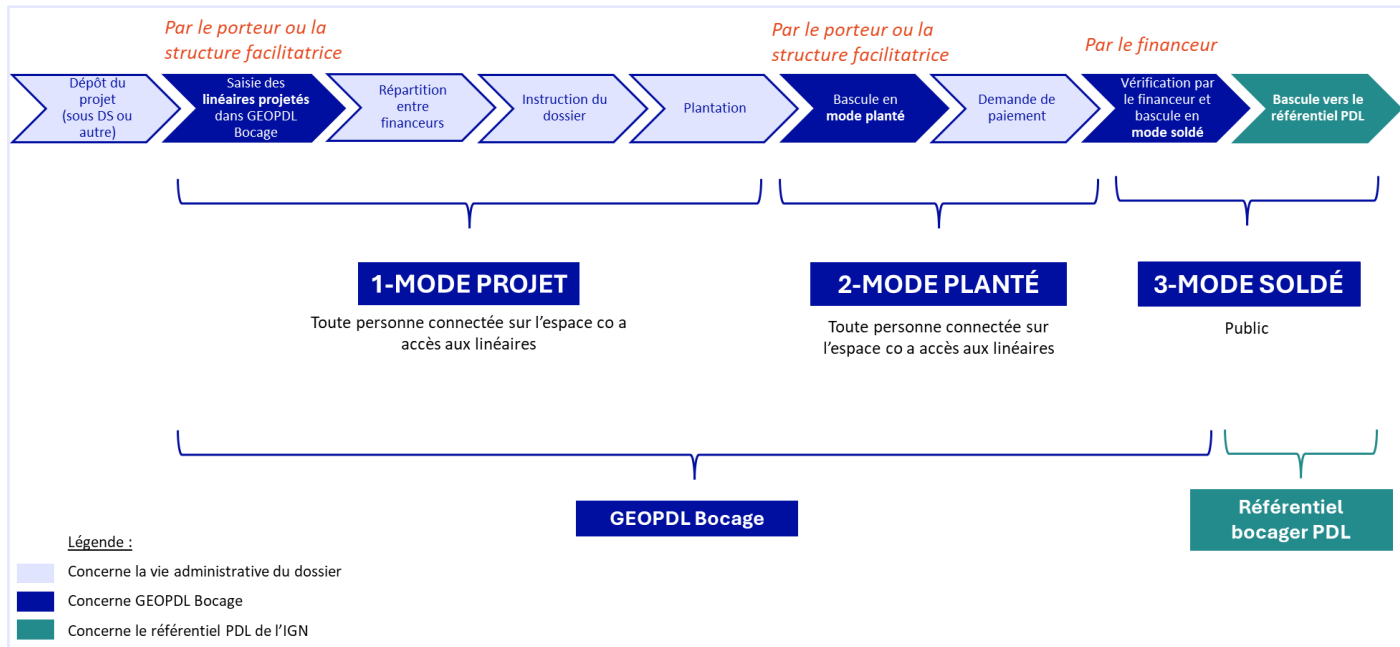 Par le porteur ou la
structure facilitatrice
Par le porteur ou la
structure facilitatrice
Par le financeur
Dépôt du
projet
(sous DS ou
autre)
Saisie des
linéaires projetés
dans GEOPDL
Bocage
Répartition
entre
financeurs
Instruction du
dossier
Plantation
Bascule en
mode planté
Demande de
paiement
Vérification par
le financeur et
bascule en
mode soldé
Bascule vers le
référentiel PDL
1-MODE PROJET
Toute personne connectée sur l'espace co a
accès aux linéaires
2-MODE PLANTÉ
Toute personne connectée sur
l'espace co a accès aux linéaires
3-MODE SOLDÉ
Public
GEOPDL Bocage
Référentiel
bocager PDL
Légende :
Concerne la vie administrative du dossier
Concerne GEOPDL Bocage
Concerne le référentiel PDL de l'IGN